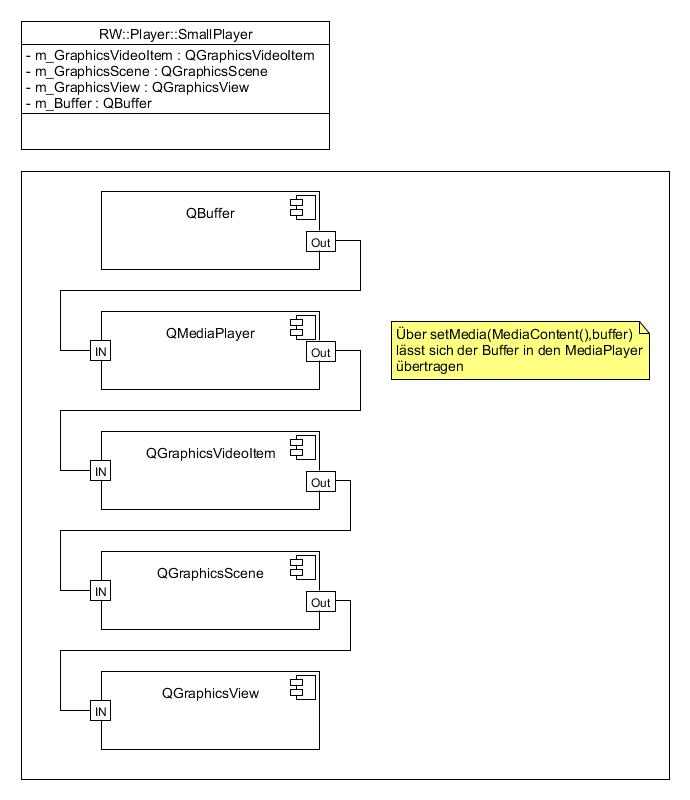 RW::Player::SmallPlayer
- m_GraphicsVideoItem : QGraphicsVideoItem
- m_GraphicsScene : QGraphicsScene
- m_GraphicsView : QGraphicsView
- m_Buffer : QBuffer
QBuffer
Out
QMediaPlayer
IN
Out
Über setMedia(MediaContent(),buffer)
lässt sich der Buffer in den MediaPlayer
übertragen
QGraphicsVideoItem
IN
Out
QGraphicsScene
IN
Out
QGraphicsView
IN